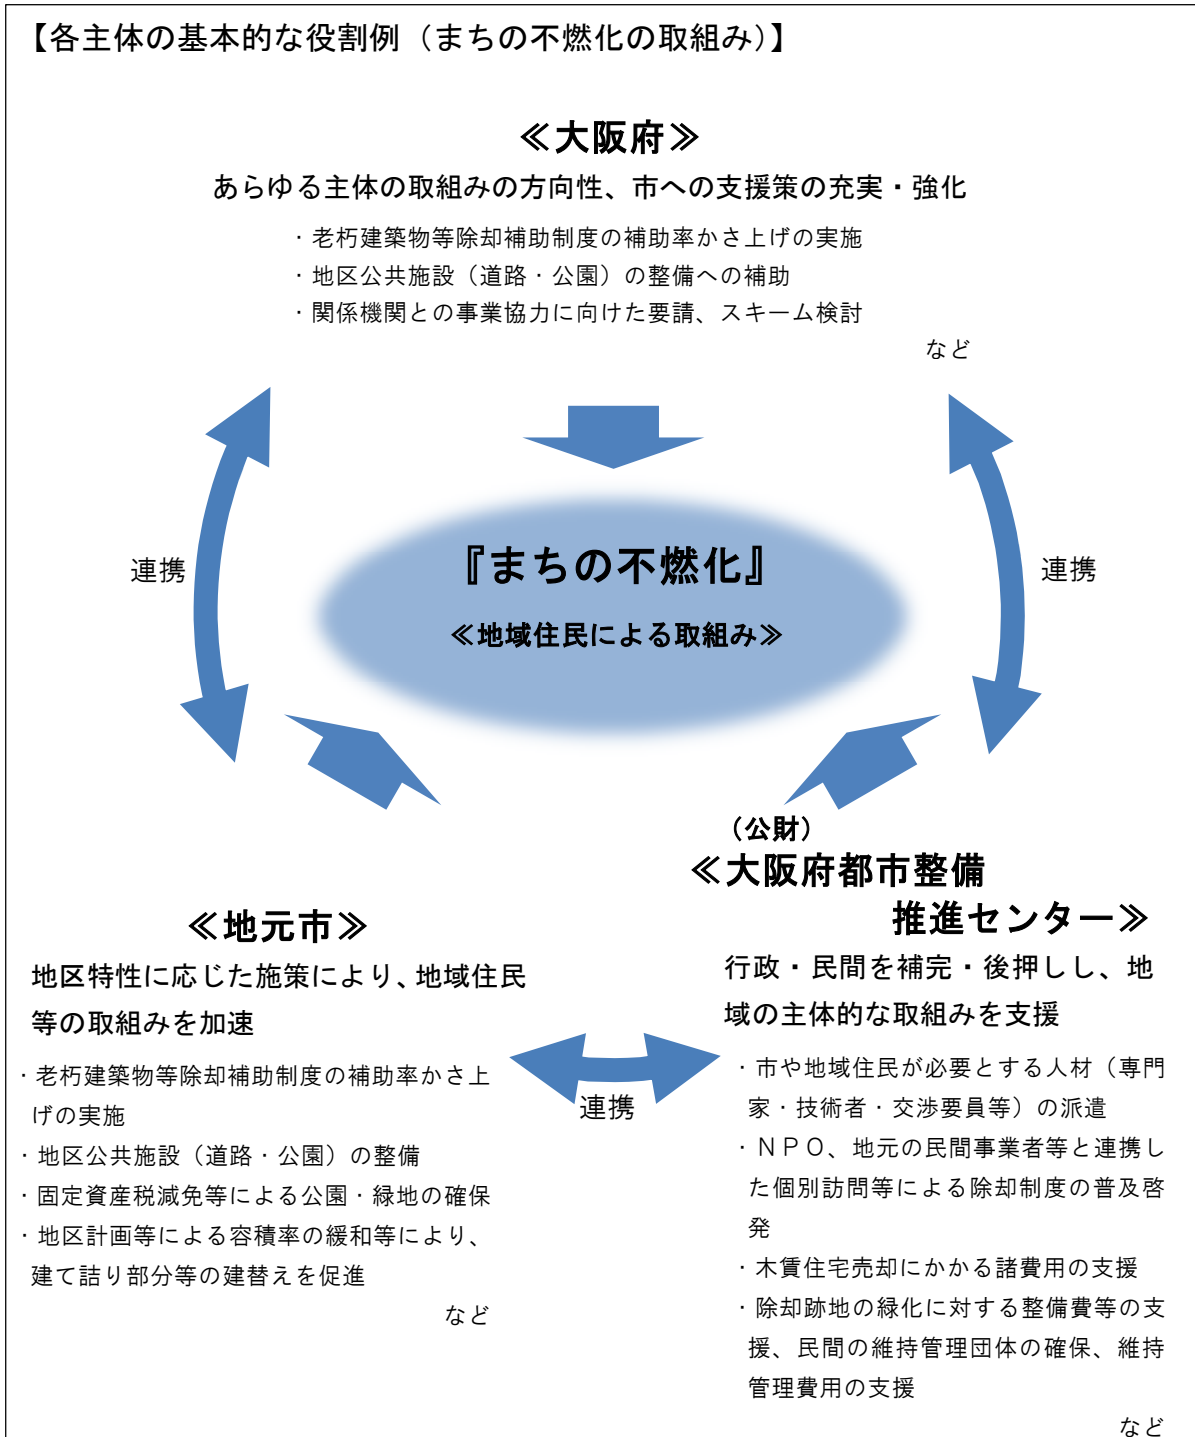 【各主体の基本的な役割例（まちの不燃化の取組み）】
≪大阪府≫
あらゆる主体の取組みの方向性、市への支援策の充実・強化
・老朽建築物等除却補助制度の補助率かさ上げの実施
・地区公共施設（道路・公園）の整備への補助
・関係機関との事業協力に向けた要請、スキーム検討
など
連携
連携
『まちの不燃化』
≪地域住民による取組み≫
≪地元市≫
地区特性に応じた施策により、地域住民
等の取組みを加速
・老朽建築物等除却補助制度の補助率かさ上
げの実施
・地区公共施設（道路・公園）の整備
・固定資産税減免等による公園・緑地の確保
・地区計画等による容積率の緩和等により、
建て詰り部分等の建替えを促進
など
連携
（公財）
≪大阪府都市整備
推進センター≫
行政・民間を補完・後押しし、地
域の主体的な取組みを支援
・市や地域住民が必要とする人材（専門
家・技術者・交渉要員等）の派遣
・ＮＰＯ、地元の民間事業者等と連携し
た個別訪問等による除却制度の普及啓
発
・木賃住宅売却にかかる諸費用の支援
・除却跡地の緑化に対する整備費等の支
援、民間の維持管理団体の確保、維持
管理費用の支援
など